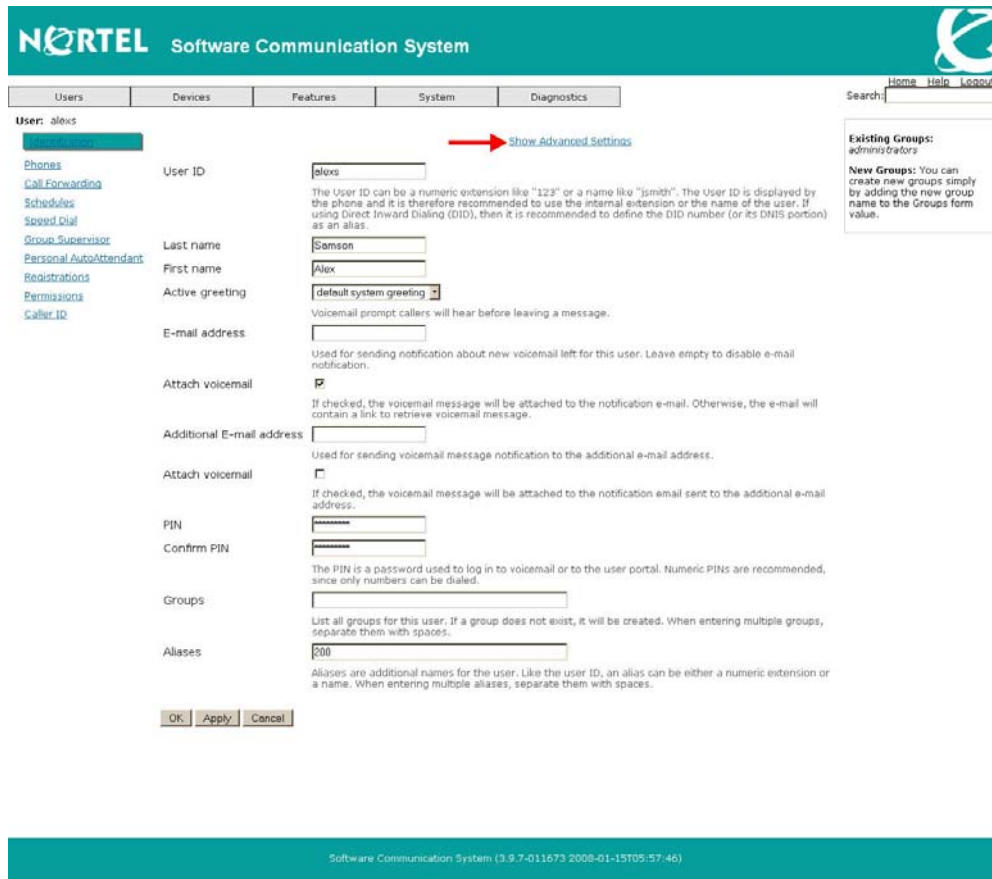 NORTEL Software Communication System
Home Help Logout
Users Devices Features System Diagnostics
Search:
User: alexs
Identification
Show Advanced Settings
Phones
Call Forwarding
Schedules
Speed Dial
Group Supervisor
Personal AutoAttendant
Registrations
Permissions
Caller ID
User ID alexs
The User ID can be a numeric extension like "123" or a name like "jsmith". The User ID is displayed by
the phone and it is therefore recommended to use the internal extension or the name of the user. If
using Direct Inward Dialing (DID), then it is recommended to define the DID number (or its DNIS portion)
as an alias.
Last name Samson
First name Alex
Active greeting default system greeting
Voicemail prompt callers will hear before leaving a message.
E-mail address
Used for sending notification about new voicemail left for this user. Leave empty to disable e-mail
notification.
Attach voicemail
If checked, the voicemail message will be attached to the notification e-mail. Otherwise, the e-mail will
contain a link to retrieve voicemail message.
Additional E-mail address
Used for sending voicemail message notification to the additional e-mail address.
Attach voicemail
If checked, the voicemail message will be attached to the notification email sent to the additional e-mail
address.
PIN *********
Confirm PIN *********
The PIN is a password used to log in to voicemail or to the user portal. Numeric PINs are recommended,
since only numbers can be dialed.
Groups
List all groups for this user. If a group does not exist, it will be created. When entering multiple groups,
separate them with spaces.
Aliases 200
Aliases are additional names for the user. Like the user ID, an alias can be either a numeric extension or
a name. When entering multiple aliases, separate them with spaces.
OK Apply Cancel
Existing Groups:
administrators
New Groups: You can
create new groups simply
by adding the new group
name to the Groups form
value.
Software Communication System (3.9.7-011673 2008-01-15T05:57:46)